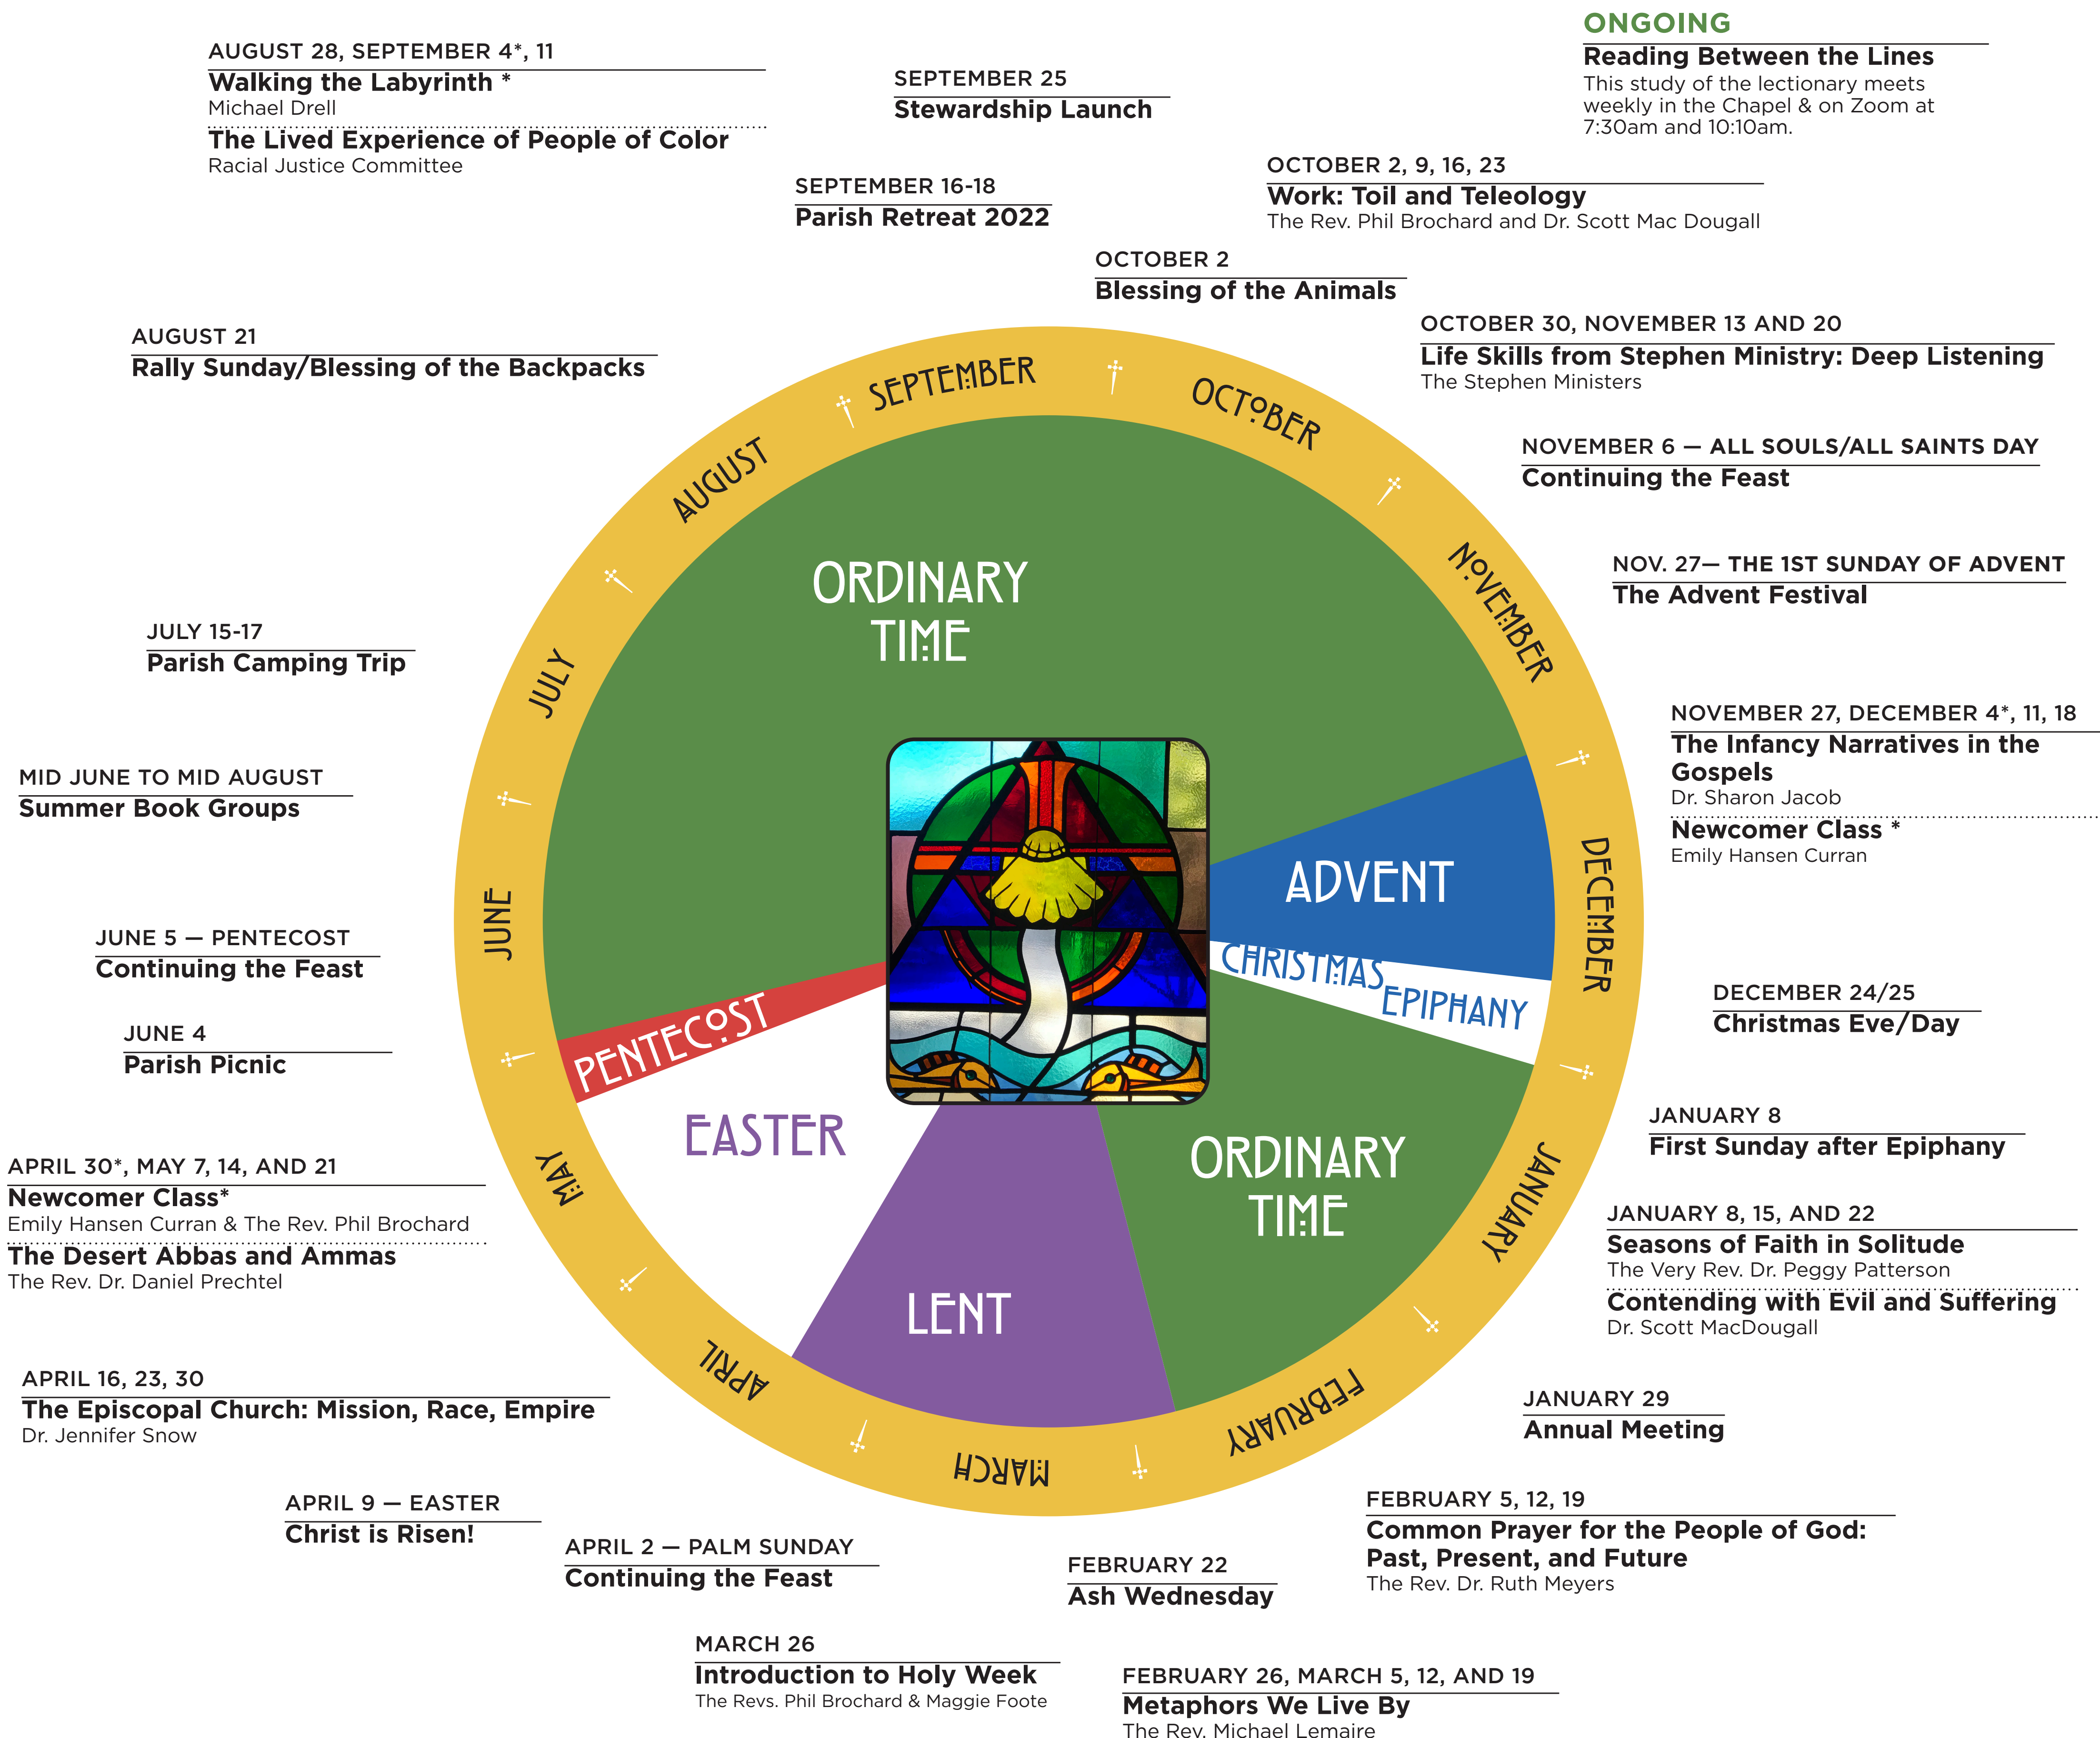 ONGOING
Reading Between the Lines
This study of the lectionary meets
weekly in the Chapel & on Zoom at
7:30am and 10:10am.
AUGUST 28, SEPTEMBER 4*, 11
Walking the Labyrinth *
Michael Drell
The Lived Experience of People of Color
Racial Justice Committee
SEPTEMBER 25
Stewardship Launch
SEPTEMBER 16-18
Parish Retreat 2022
OCTOBER 2, 9, 16, 23
Work: Toil and Teleology
The Rev. Phil Brochard and Dr. Scott Mac Dougall
OCTOBER 2
Blessing of the Animals
AUGUST 21
Rally Sunday/Blessing of the Backpacks
OCTOBER 30, NOVEMBER 13 AND 20
Life Skills from Stephen Ministry: Deep Listening
The Stephen Ministers
NOVEMBER 6 — ALL SOULS/ALL SAINTS DAY
Continuing the Feast
NOV. 27— THE 1ST SUNDAY OF ADVENT
The Advent Festival
JULY 15-17
Parish Camping Trip
NOVEMBER 27, DECEMBER 4*, 11, 18
The Infancy Narratives in the
Gospels
Dr. Sharon Jacob
Newcomer Class *
Emily Hansen Curran
MID JUNE TO MID AUGUST
Summer Book Groups
JUNE 5 — PENTECOST
Continuing the Feast
DECEMBER 24/25
Christmas Eve/Day
JUNE 4
Parish Picnic
JANUARY 8
First Sunday after Epiphany
APRIL 30*, MAY 7, 14, AND 21
Newcomer Class*
Emily Hansen Curran & The Rev. Phil Brochard
The Desert Abbas and Ammas
The Rev. Dr. Daniel Prechtel
JANUARY 8, 15, AND 22
Seasons of Faith in Solitude
The Very Rev. Dr. Peggy Patterson
Contending with Evil and Suffering
Dr. Scott MacDougall
APRIL 16, 23, 30
The Episcopal Church: Mission, Race, Empire
Dr. Jennifer Snow
JANUARY 29
Annual Meeting
APRIL 9 — EASTER
Christ is Risen!
FEBRUARY 5, 12, 19
Common Prayer for the People of God:
Past, Present, and Future
The Rev. Dr. Ruth Meyers
APRIL 2 — PALM SUNDAY
Continuing the Feast
FEBRUARY 22
Ash Wednesday
MARCH 26
Introduction to Holy Week
The Revs. Phil Brochard & Maggie Foote
FEBRUARY 26, MARCH 5, 12, AND 19
Metaphors We Live By
The Rev. Michael Lemaire
SEPTEMBER
OCTOBER
NOVEMBER
DECEMBER
JANUARY
FEBRUARY
MARCH
APRIL
MAY
JUNE
JULY
AUGUST
ORDINARY
TIME
ADVENT
CHRISTMAS
EPIPHANY
ORDINARY
TIME
LENT
EASTER
PENTECOST